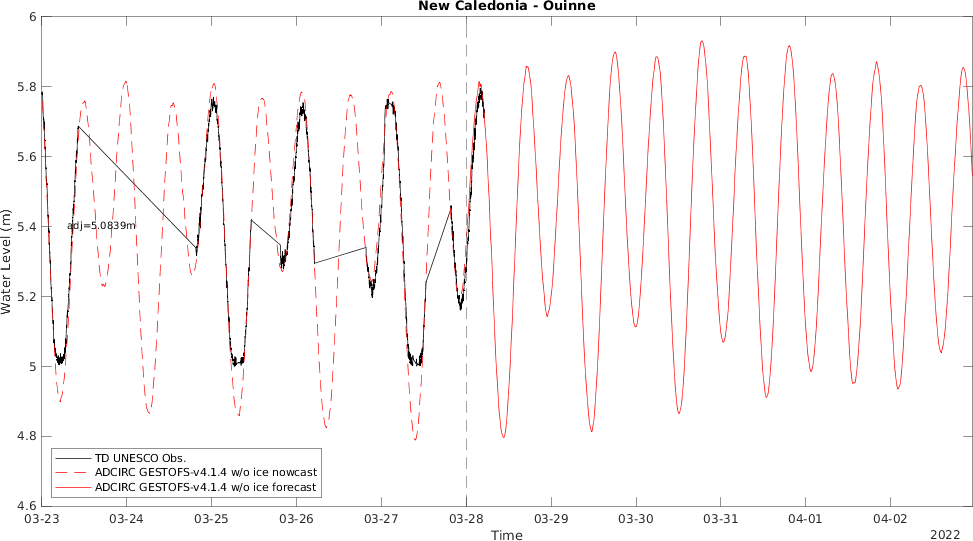 New Caledonia - Ouinne
6
5.8
5.6
5.4
5.2
5
4.8
4.6
Water Level (m)
adj=5.0839m
TD UNESCO Obs.
ADCIRC GESTOFS-v4.1.4 w/o ice nowcast
ADCIRC GESTOFS-v4.1.4 w/o ice forecast
03-23 03-24 03-25 03-26 03-27 03-28 03-29 03-30 03-31 04-01 04-02
Time
2022